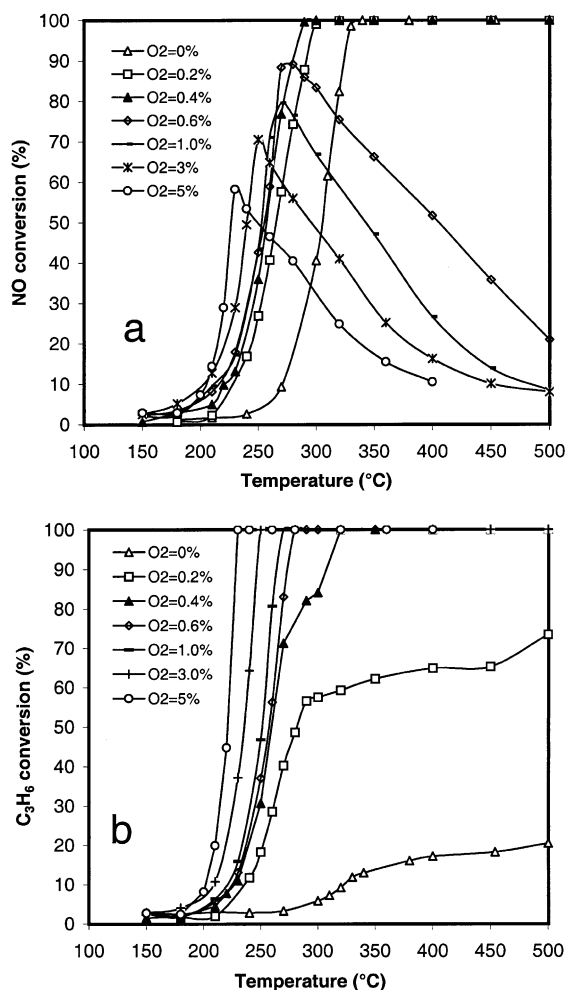 100
90
80
70
60
50
40
30
20
10
0
NO conversion (%)
O2=0%
O2=0.2%
O2=0.4%
O2=0.6%
O2=1.0%
O2=3%
O2=5%
a
100 150 200 250 300 350 400 450 500
Temperature (°C)
100
90
80
70
60
50
40
30
20
10
0
C₃H₆ conversion (%)
O2=0%
O2=0.2%
O2=0.4%
O2=0.6%
O2=1.0%
O2=3.0%
O2=5%
b
100 150 200 250 300 350 400 450 500
Temperature (°C)